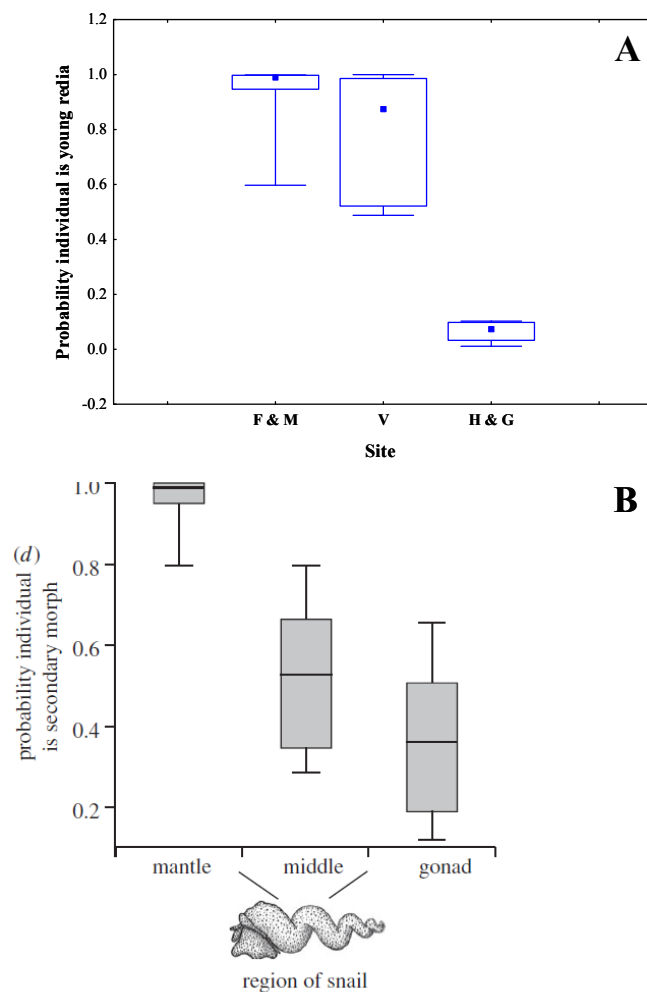 A
1.2
1.0
0.8
0.6
0.4
0.2
0.0
-0.2
Probability individual is young redia
F & M V H & G
Site
B
(d)
probability individual
is secondary morph
1.0
0.8
0.6
0.4
0.2
mantle middle gonad
region of snail